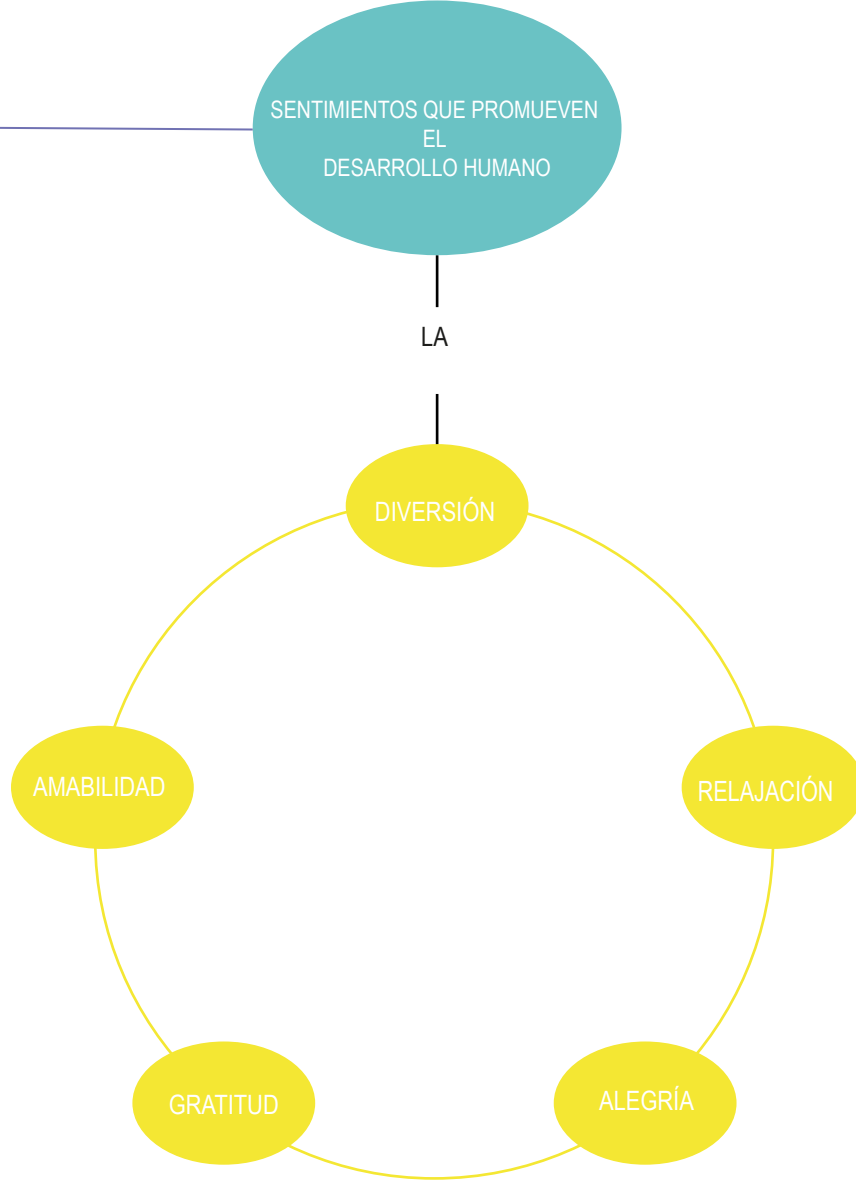 SENTIMIENTOS QUE PROMUEVEN
EL
DESARROLLO HUMANO
LA
DIVERSIÓN
AMABILIDAD
RELAJACIÓN
GRATITUD
ALEGRÍA